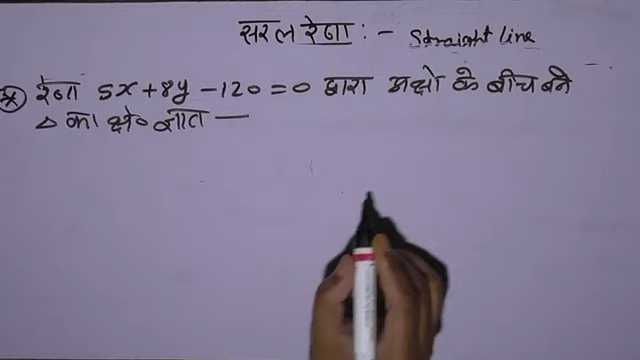 सरल रेखा :- Straight Line
* रेखा 5x+8y-120=0 द्वारा अक्षो के बीच बने
△ का क्षे० ज्ञात —